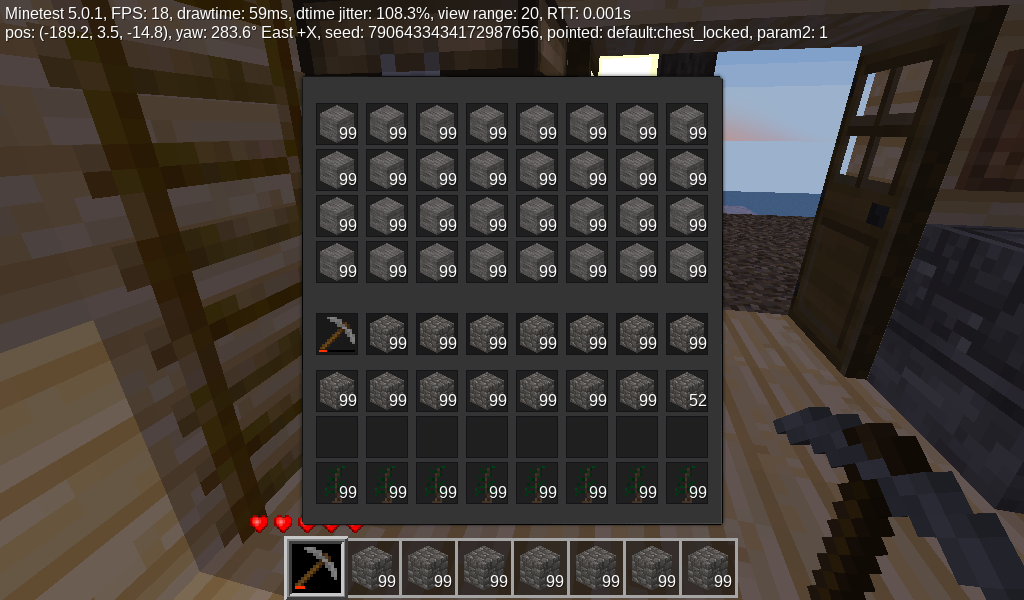 Minetest 5.0.1, FPS: 18, drawtime: 59ms, dtime jitter: 108.3%, view range: 20, RTT: 0.001s
pos: (-189.2, 3.5, -14.8), yaw: 283.6° East +X, seed: 7906433434172987656, pointed: default:chest_locked, param2: 1
99 99 99 99 99 99 99 99
99 99 99 99 99 99 99 99
99 99 99 99 99 99 99 99
99 99 99 99 99 99 99 99
99 99 99 99 99 99 99
99 99 99 99 99 99 99 52
99 99 99 99 99 99 99 99
99 99 99 99 99 99 99